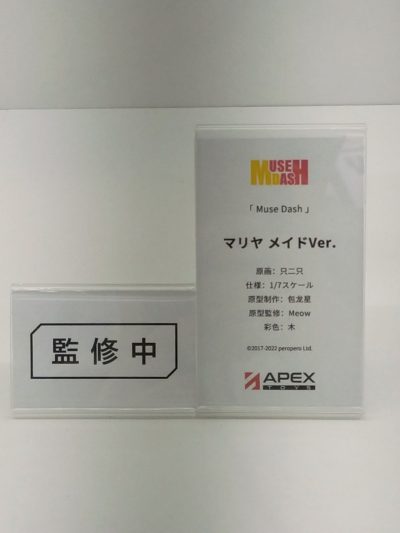 MUSE DASH
「 Muse Dash 」
マリヤ メイドVer.
原画：只二只
仕様：1/7スケール
原型制作：包龙星
原型監修：Meow
彩色：木
©2017-2022 peropero Ltd.
APEX
TOYS
監修中